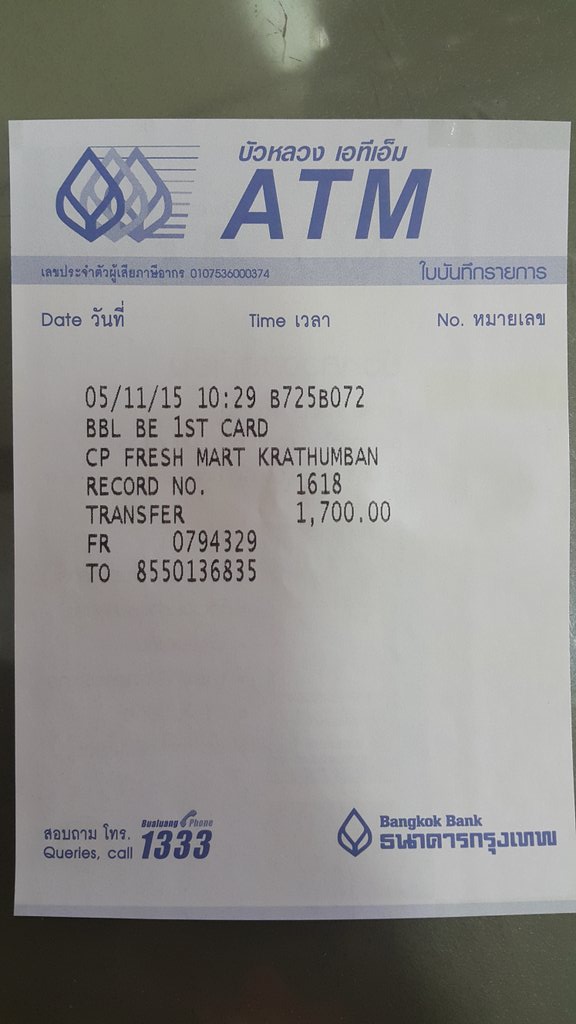 บัวหลวง เอทีเอ็ม
ATM
เลขประจำตัวผู้เสียภาษีอากร 0107536000374 ใบบันทึกรายการ
Date วันที่ Time เวลา No. หมายเลข
05/11/15 10:29 B725B072
BBL BE 1ST CARD
CP FRESH MART KRATHUMBAN
RECORD NO. 1618
TRANSFER 1,700.00
FR 0794329
TO 8550136835
สอบถาม โทร. Bualuang Phone
Queries, call 1333
Bangkok Bank
ธนาคารกรุงเทพ